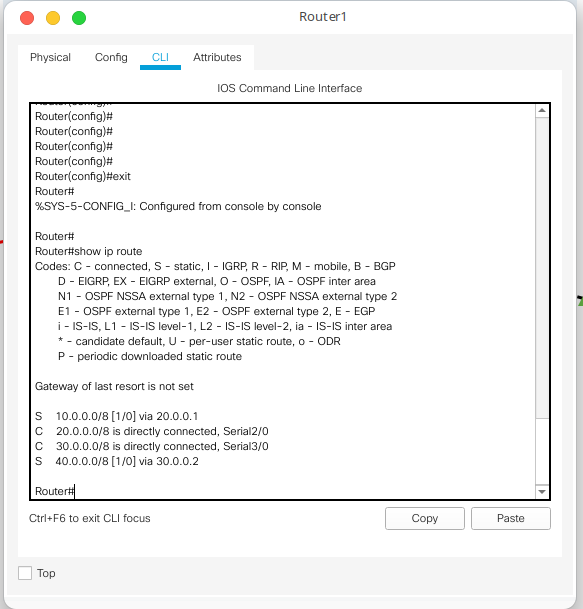 Router1
Physical Config CLI Attributes
IOS Command Line Interface
Router(config)#
Router(config)#
Router(config)#
Router(config)#
Router(config)#
Router(config)#exit
Router#
%SYS-5-CONFIG_I: Configured from console by console
Router#
Router#show ip route
Codes: C - connected, S - static, I - IGRP, R - RIP, M - mobile, B - BGP
D - EIGRP, EX - EIGRP external, O - OSPF, IA - OSPF inter area
N1 - OSPF NSSA external type 1, N2 - OSPF NSSA external type 2
E1 - OSPF external type 1, E2 - OSPF external type 2, E - EGP
i - IS-IS, L1 - IS-IS level-1, L2 - IS-IS level-2, ia - IS-IS inter area
* - candidate default, U - per-user static route, o - ODR
P - periodic downloaded static route
Gateway of last resort is not set
S 10.0.0.0/8 [1/0] via 20.0.0.1
C 20.0.0.0/8 is directly connected, Serial2/0
C 30.0.0.0/8 is directly connected, Serial3/0
S 40.0.0.0/8 [1/0] via 30.0.0.2
Router#
Ctrl+F6 to exit CLI focus Copy Paste
Top